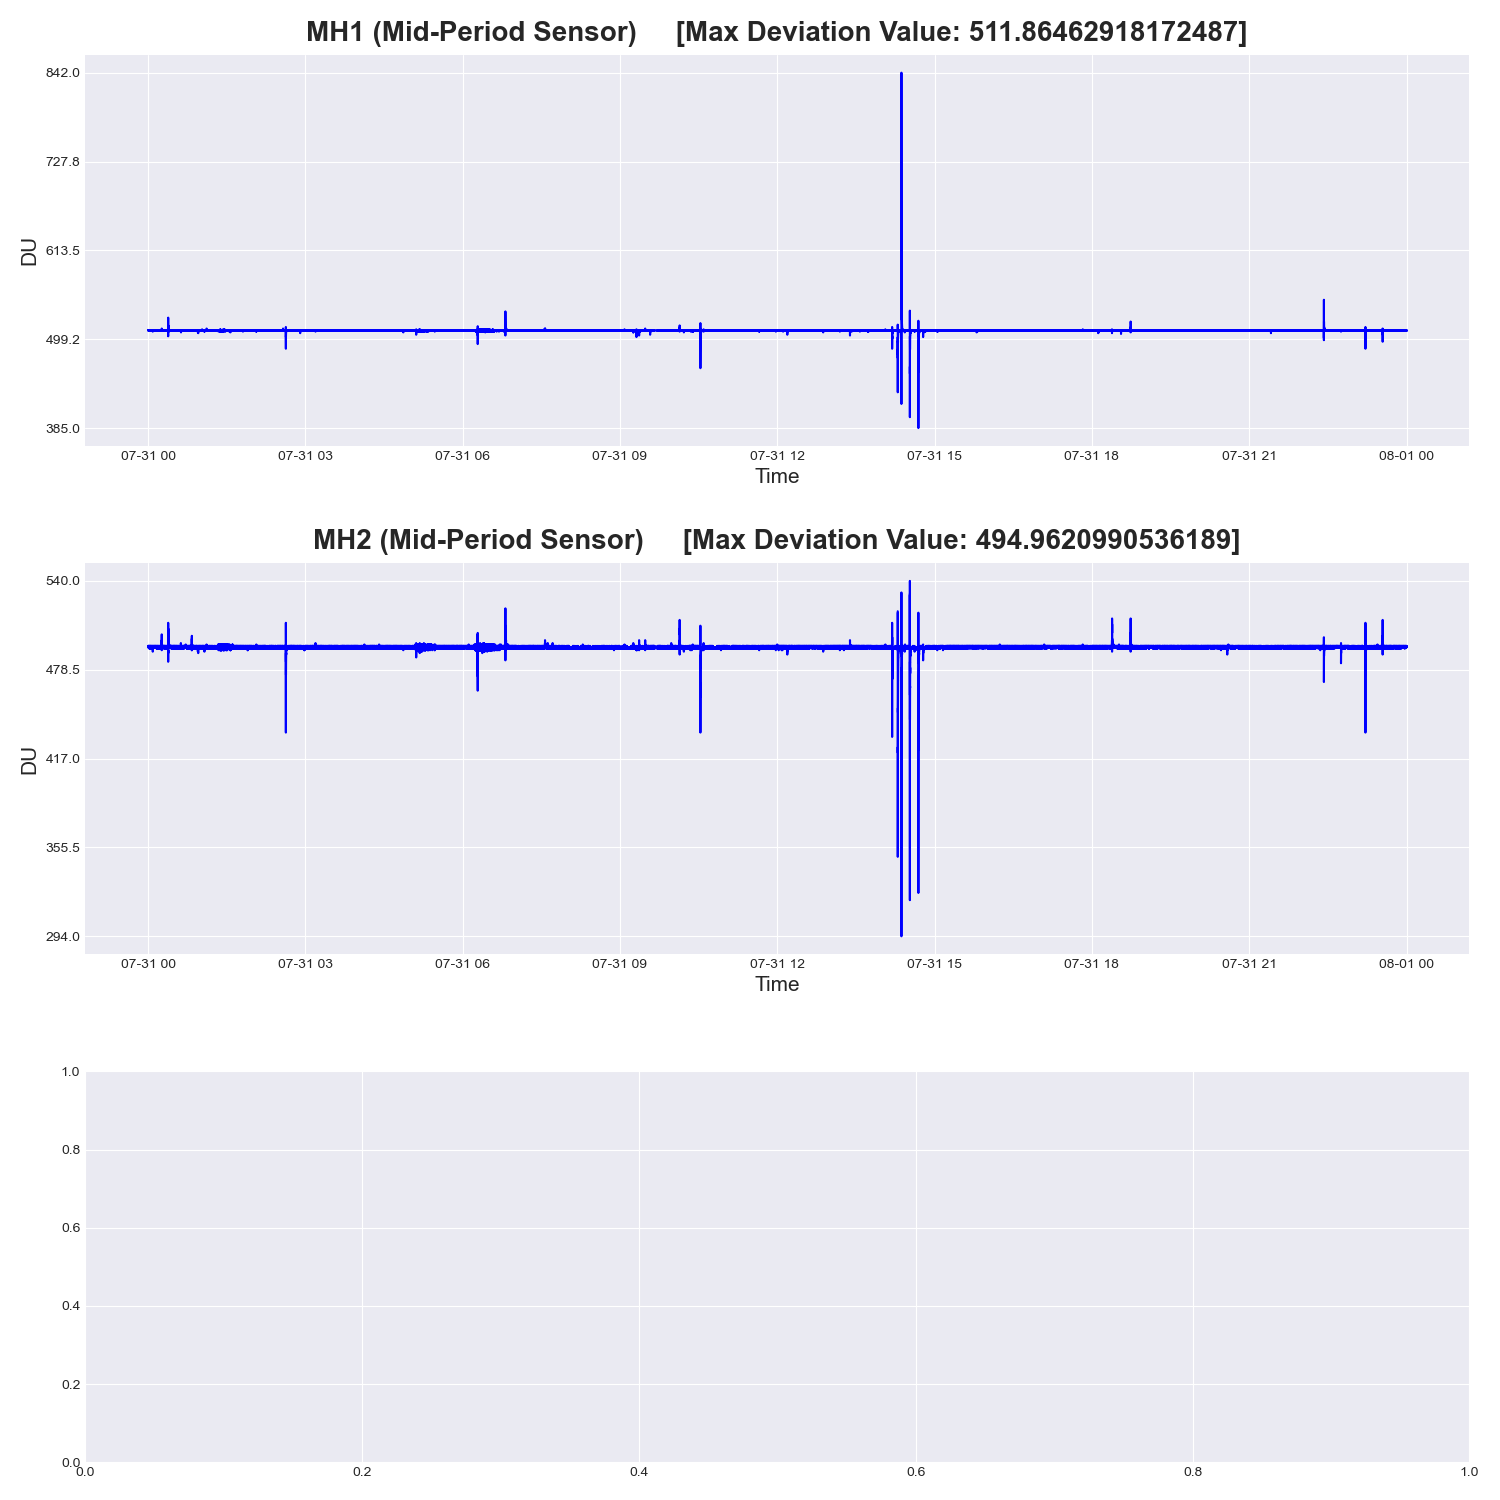 MH1 (Mid-Period Sensor) [Max Deviation Value: 511.86462918172487]
842.0
727.8
613.5
499.2
385.0
DU
07-31 00 07-31 03 07-31 06 07-31 09 07-31 12 07-31 15 07-31 18 07-31 21 08-01 00
Time
MH2 (Mid-Period Sensor) [Max Deviation Value: 494.9620990536189]
540.0
478.5
417.0
355.5
294.0
DU
07-31 00 07-31 03 07-31 06 07-31 09 07-31 12 07-31 15 07-31 18 07-31 21 08-01 00
Time
1.0
0.8
0.6
0.4
0.2
0.0
0.0 0.2 0.4 0.6 0.8 1.0